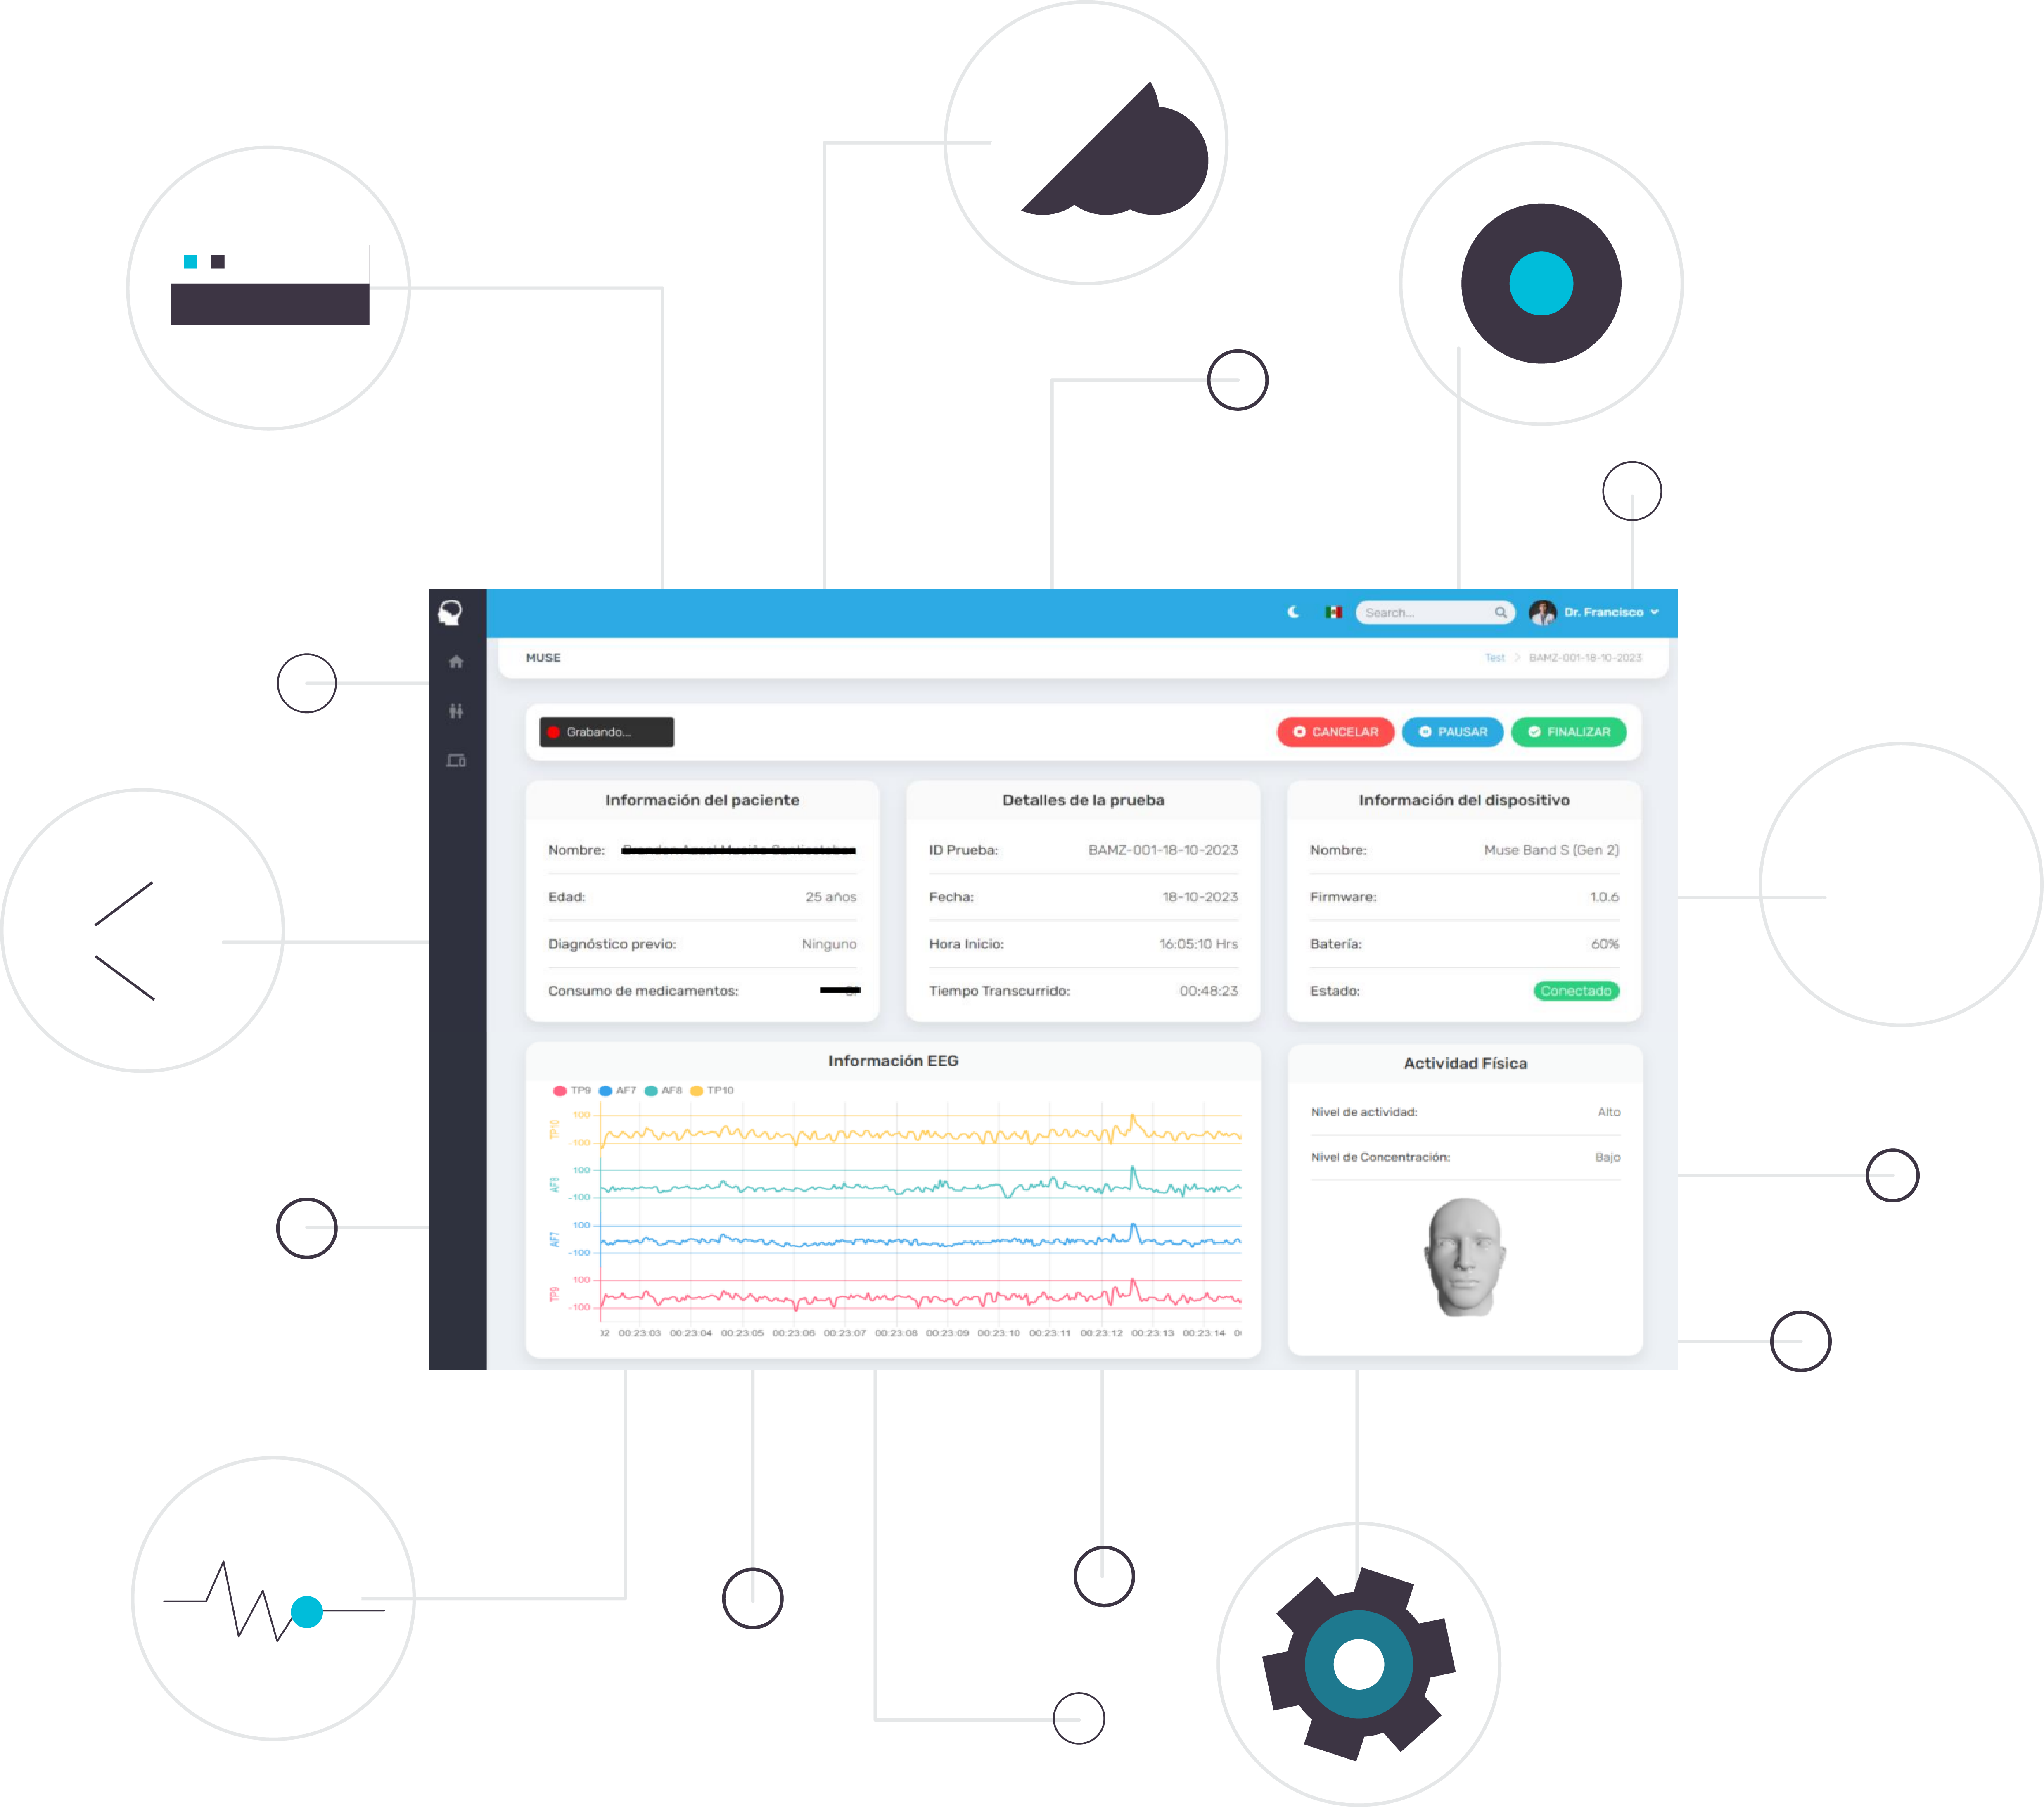 Search...
Dr. Francisco
MUSE
Test > BAMZ-001-18-10-2023
Grabando...
CANCELAR
PAUSAR
FINALIZAR
Información del paciente
Nombre:
Edad: 25 años
Diagnóstico previo: Ninguno
Consumo de medicamentos:
Detalles de la prueba
ID Prueba: BAMZ-001-18-10-2023
Fecha: 18-10-2023
Hora Inicio: 16:05:10 Hrs
Tiempo Transcurrido: 00:48:23
Información del dispositivo
Nombre: Muse Band S (Gen 2)
Firmware: 1.0.6
Batería: 60%
Estado: Conectado
Información EEG
TP9 AF7 AF8 TP10
TP10
100
-100
AF8
100
-100
AF7
100
-100
TP9
100
-100
00:23:03 00:23:04 00:23:05 00:23:06 00:23:07 00:23:08 00:23:09 00:23:10 00:23:11 00:23:12 00:23:13 00:23:14
Actividad Física
Nivel de actividad: Alto
Nivel de Concentración: Bajo